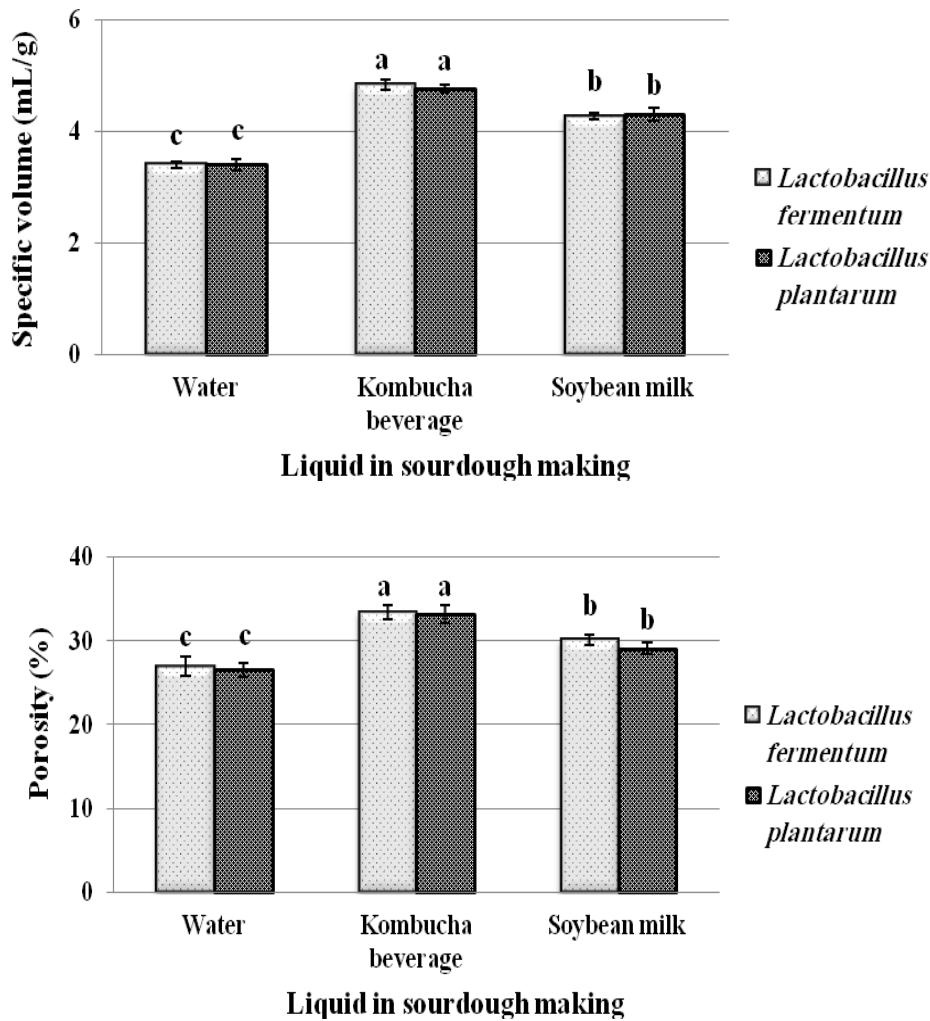 Specific volume (mL/g)
6
4
2
0
a a
b b
c c
Water
Kombucha
beverage
Soybean milk
Liquid in sourdough making
Lactobacillus
fermentum
Lactobacillus
plantarum
Porosity (%)
40
30
20
10
0
a a
b b
c c
Water
Kombucha
beverage
Soybean milk
Liquid in sourdough making
Lactobacillus
fermentum
Lactobacillus
plantarum